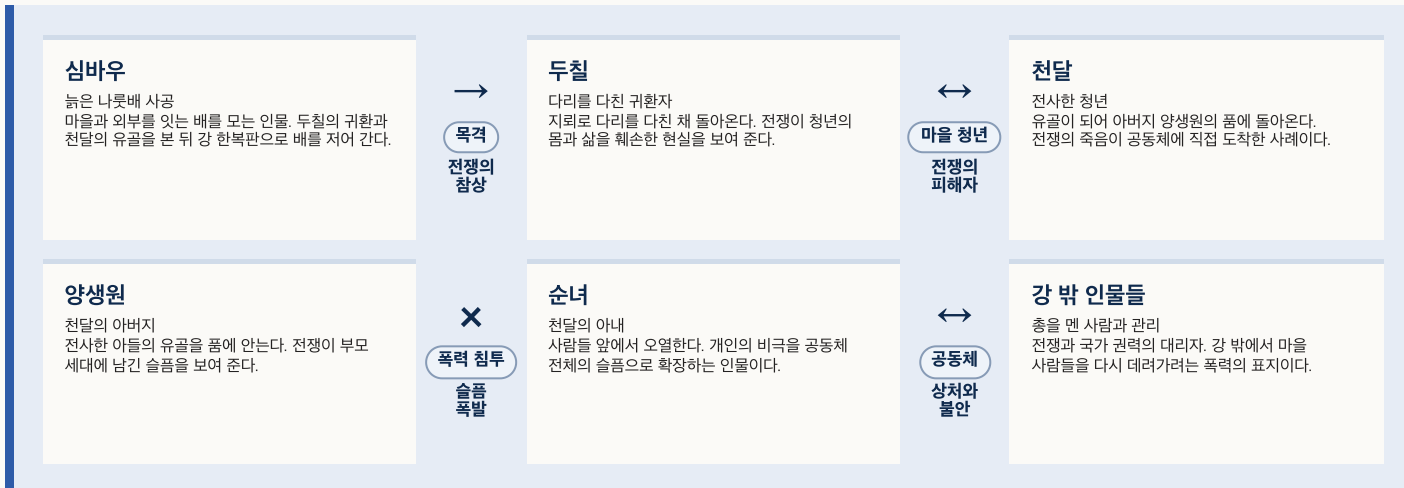 심바우
늙은 나룻배 사공
마을과 외부를 잇는 배를 모는 인물. 두칠의 귀환과
천달의 유골을 본 뒤 강 한복판으로 배를 저어 간다.
→
목격
전쟁의
참상
두칠
다리를 다친 귀환자
지뢰로 다리를 다친 채 돌아온다. 전쟁이 청년의
몸과 삶을 훼손한 현실을 보여 준다.
↔
마을 청년
전쟁의
피해자
천달
전사한 청년
유골이 되어 아버지 양생원의 품에 돌아온다.
전쟁의 죽음이 공동체에 직접 도착한 사례이다.
양생원
천달의 아버지
전사한 아들의 유골을 품에 안는다. 전쟁이 부모
세대에 남긴 슬픔을 보여 준다.
×
폭력 침투
슬픔
폭발
순녀
천달의 아내
사람들 앞에서 오열한다. 개인의 비극을 공동체
전체의 슬픔으로 확장하는 인물이다.
↔
공동체
상처와
불안
강 밖 인물들
총을 멘 사람과 관리
전쟁과 국가 권력의 대리자. 강 밖에서 마을
사람들을 다시 데려가려는 폭력의 표지이다.